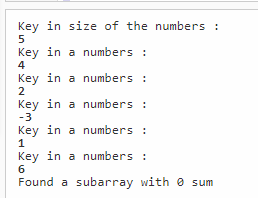 Key in size of the numbers :
5
Key in a numbers :
4
Key in a numbers :
2
Key in a numbers :
-3
Key in a numbers :
1
Key in a numbers :
6
Found a subarray with 0 sum